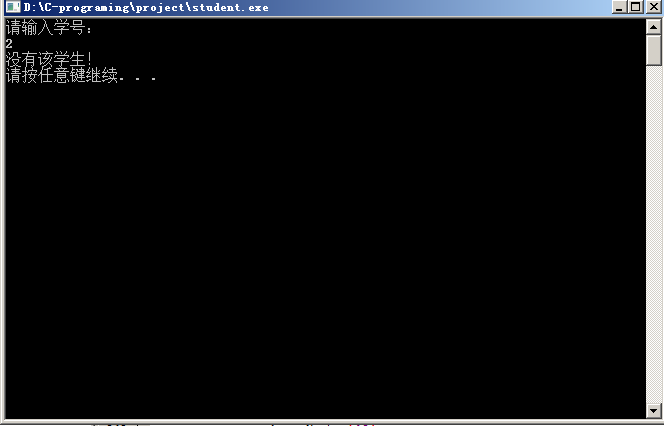 D:\C-programing\project\student.exe
请输入学号：
2
没有该学生！
请按任意键继续. . .